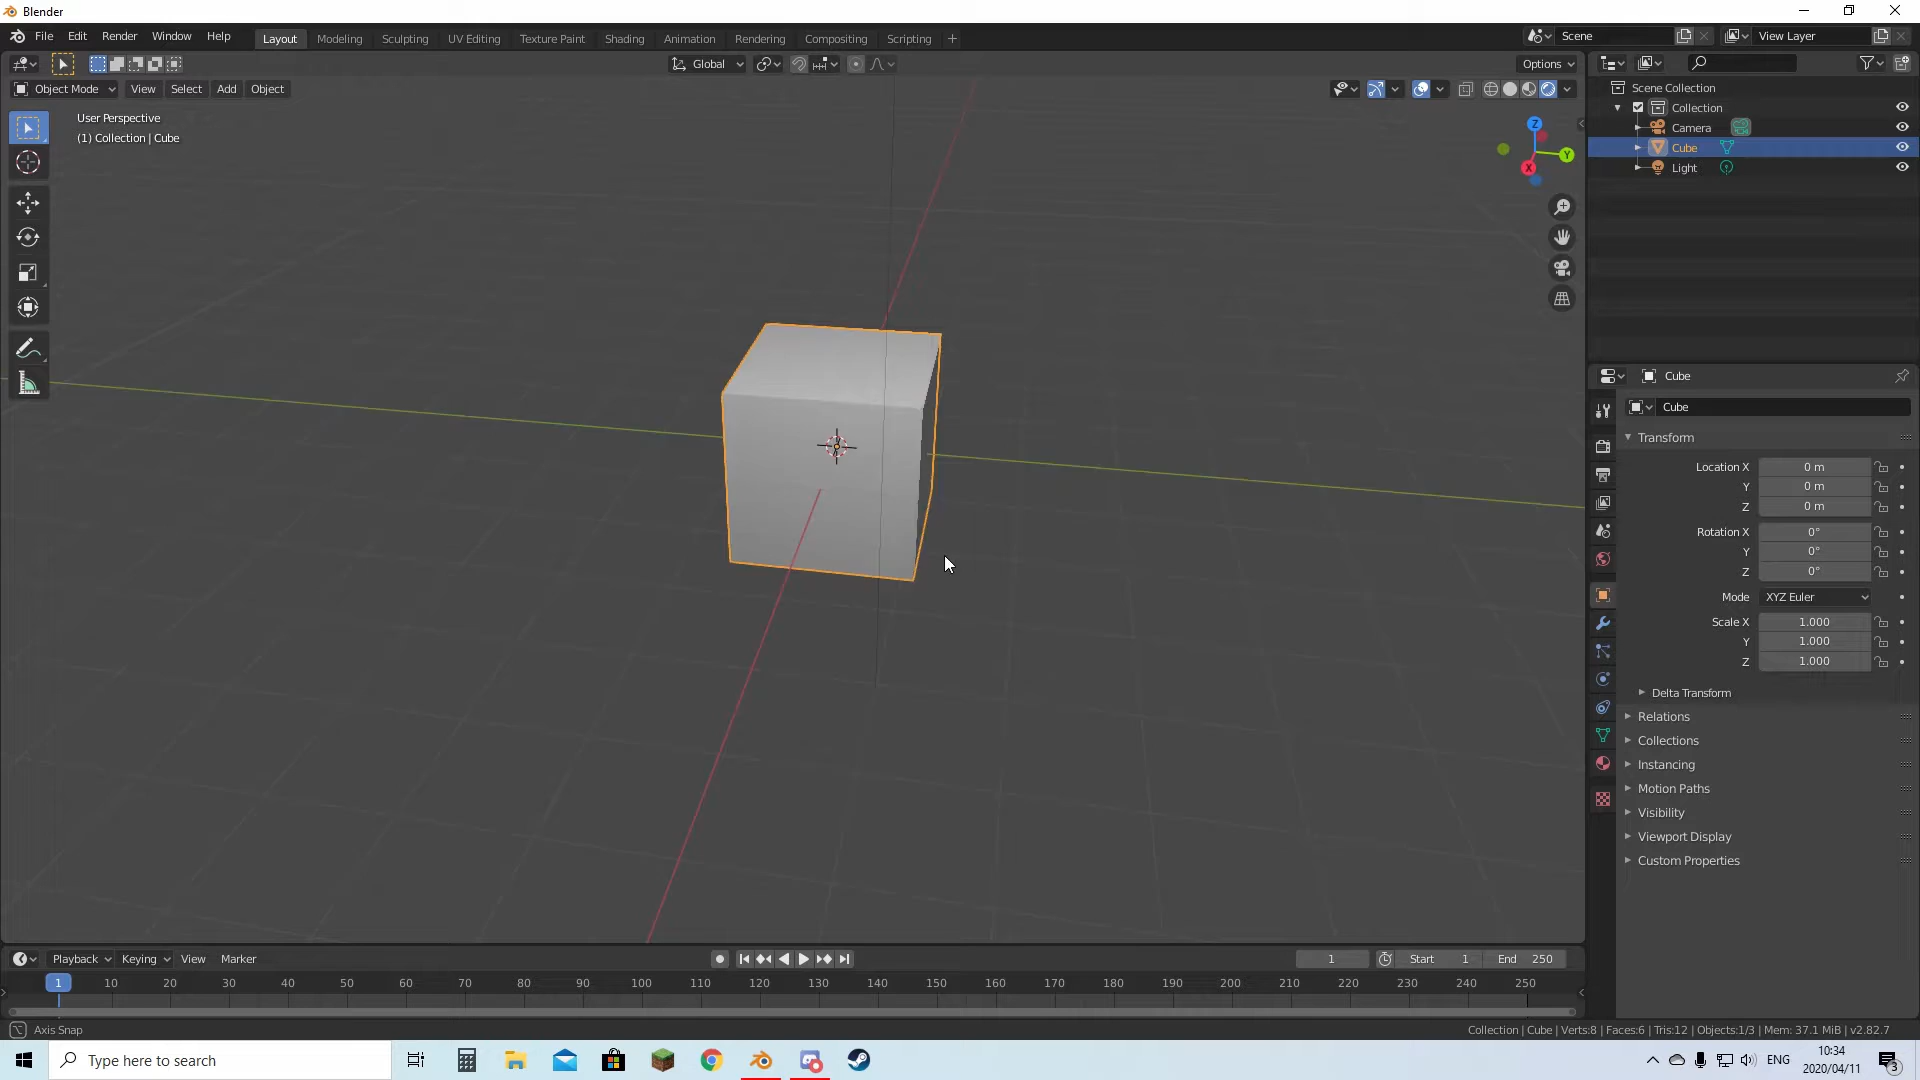 Blender
File Edit Render Window Help Layout Modeling Sculpting UV Editing Texture Paint Shading Animation Rendering Compositing Scripting + Scene View Layer
Global Options
Object Mode View Select Add Object
User Perspective
(1) Collection | Cube
Z
Y
X
Scene Collection
Collection
Camera
Cube
Light
Cube
Cube
Transform
Location X 0 m
Y 0 m
Z 0 m
Rotation X 0°
Y 0°
Z 0°
Mode XYZ Euler
Scale X 1.000
Y 1.000
Z 1.000
Delta Transform
Relations
Collections
Instancing
Motion Paths
Visibility
Viewport Display
Custom Properties
Playback Keying View Marker 1 Start 1 End 250
1 10 20 30 40 50 60 70 80 90 100 110 120 130 140 150 160 170 180 190 200 210 220 230 240 250
Axis Snap Collection | Cube | Verts:8 | Faces:6 | Tris:12 | Objects:1/3 | Mem: 37.1 MiB | v2.82.7
Type here to search ENG 10:34
2020/04/11 3